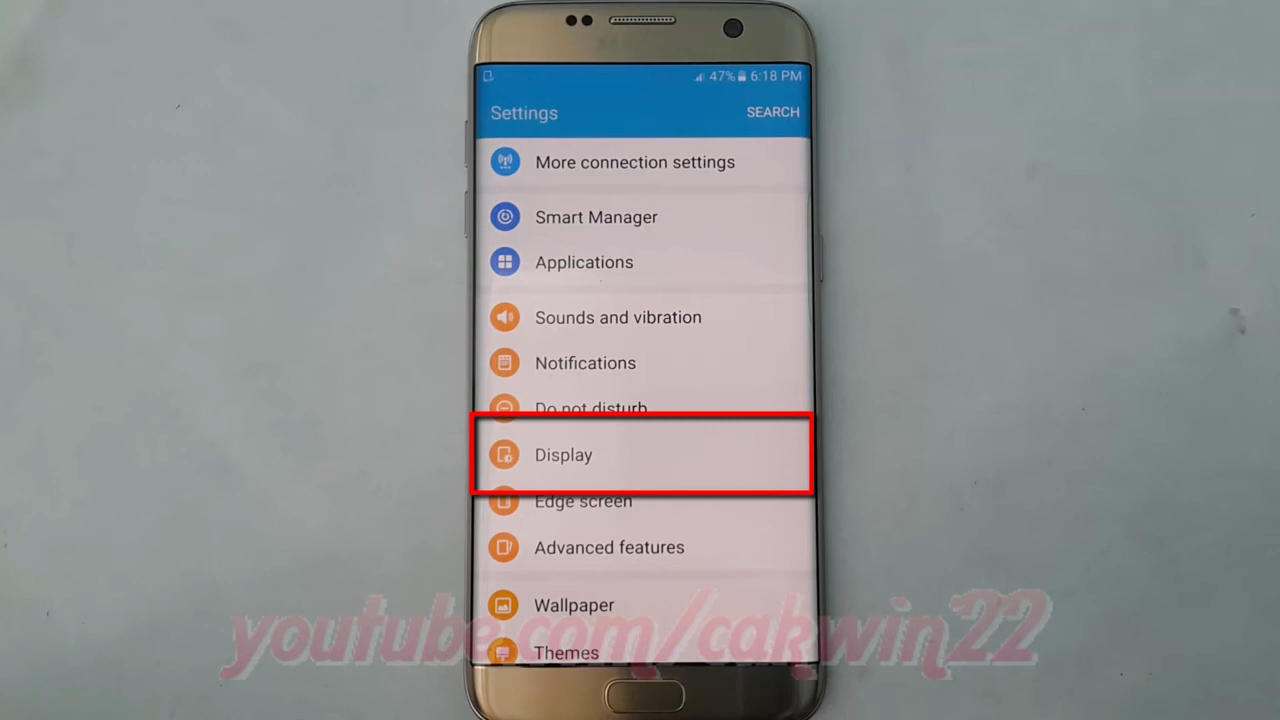 47% 6:18 PM
Settings SEARCH
More connection settings
Smart Manager
Applications
Sounds and vibration
Notifications
Do not disturb
Display
Edge screen
Advanced features
Wallpaper
youtube.com/cakwin22
Themes